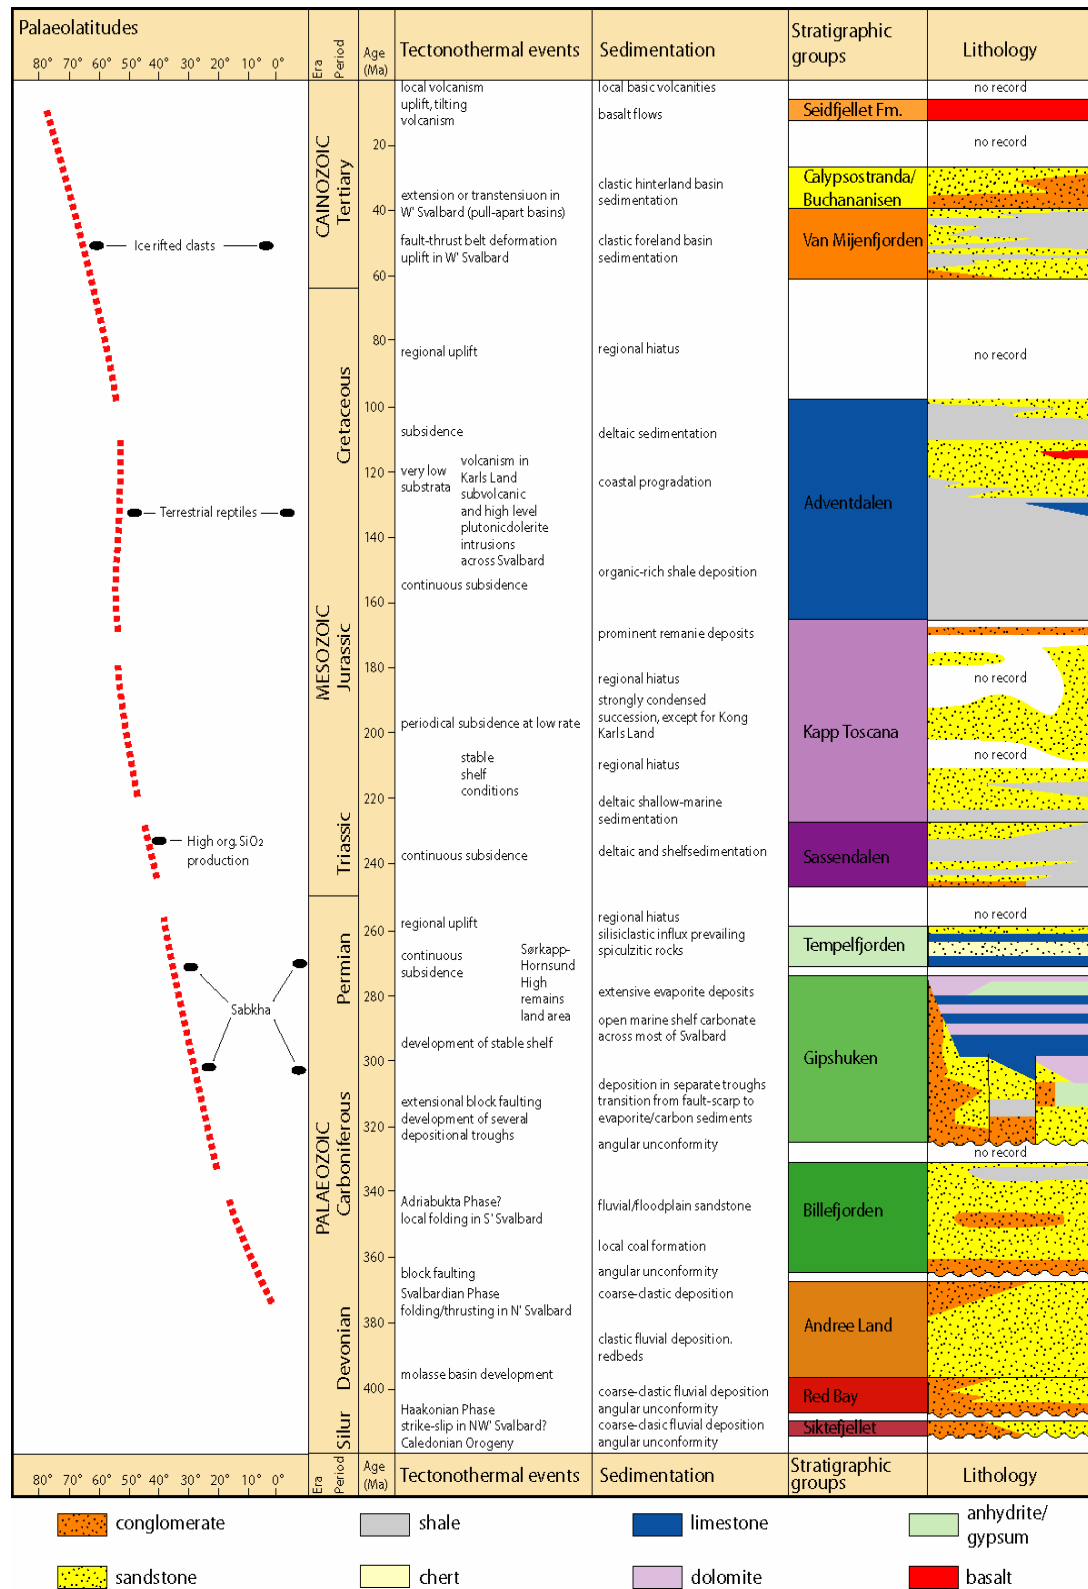 Palaeolatitudes
80° 70° 60° 50° 40° 30° 20° 10° 0°
Era
Period
Age
(Ma)
Tectonothermal events
Sedimentation
Stratigraphic
groups
Lithology
CAINOZOIC
Tertiary
MESOZOIC
Cretaceous
Jurassic
Triassic
PALAEOZOIC
Permian
Carboniferous
Devonian
Silur
20
40
60
80
100
120
140
160
180
200
220
240
260
280
300
320
340
360
380
400
Ice rifted clasts
Terrestrial reptiles
High org. SiO2
production
Sabkha
local volcanism
uplift, tilting
volcanism
extension or transtensiuon in
W' Svalbard (pull-apart basins)
fault-thrust belt deformation
uplift in W' Svalbard
regional uplift
subsidence
very low
substrata
volcanism in
Karls Land
subvolcanic
and high level
plutonicdolerite
intrusions
across Svalbard
continuous subsidence
periodical subsidence at low rate
stable
shelf
conditions
continuous subsidence
regional uplift
continuous
subsidence
Sørkapp-
Hornsund
High
remains
land area
development of stable shelf
extensional block faulting
development of several
depositional troughs
Adriabukta Phase?
local folding in S' Svalbard
block faulting
Svalbardian Phase
folding/thrusting in N' Svalbard
molasse basin development
Haakonian Phase
strike-slip in NW' Svalbard?
Caledonian Orogeny
local basic volcanities
basalt flows
clastic hinterland basin
sedimentation
clastic foreland basin
sedimentation
regional hiatus
deltaic sedimentation
coastal progradation
organic-rich shale deposition
prominent remanie deposits
regional hiatus
strongly condensed
succession, except for Kong
Karls Land
regional hiatus
deltaic shallow-marine
sedimentation
deltaic and shelfsedimentation
regional hiatus
silisiclastic influx prevailing
spiculzitic rocks
extensive evaporite deposits
open marine shelf carbonate
across most of Svalbard
deposition in separate troughs
transition from fault-scarp to
evaporite/carbon sediments
angular unconformity
fluvial/floodplain sandstone
local coal formation
angular unconformity
coarse-clastic deposition
clastic fluvial deposition.
redbeds
coarse-clastic fluvial deposition
angular unconformity
coarse-clasic fluvial deposition
angular unconformity
Seidfjellet Fm.
Calypsostranda/
Buchananisen
Van Mijenfjorden
Adventdalen
Kapp Toscana
Sassendalen
Tempelfjorden
Gipshuken
Billefjorden
Andree Land
Red Bay
Siktefjellet
no record
no record
no record
no record
no record
no record
no record
80° 70° 60° 50° 40° 30° 20° 10° 0°
Era
Period
Age
(Ma)
Tectonothermal events
Sedimentation
Stratigraphic
groups
Lithology
conglomerate
shale
limestone
anhydrite/
gypsum
sandstone
chert
dolomite
basalt